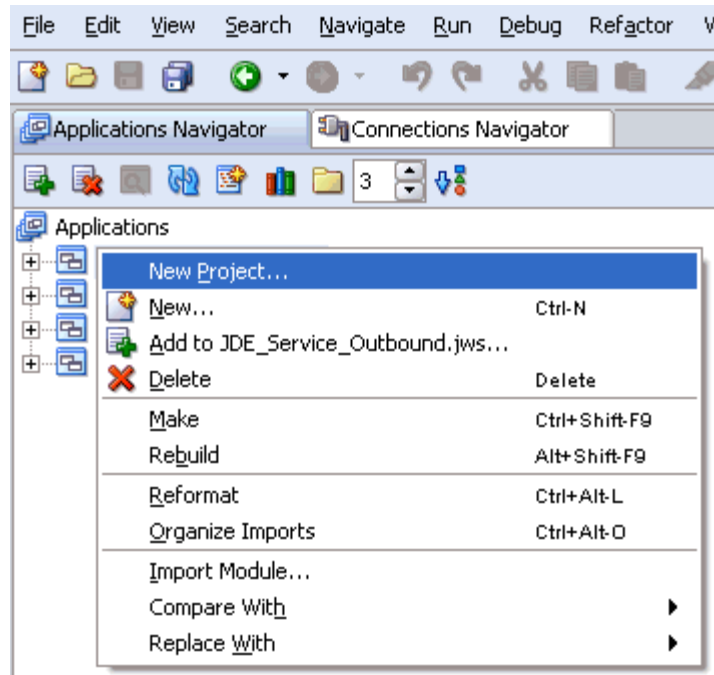 File Edit View Search Navigate Run Debug Refactor
Applications Navigator Connections Navigator
3
Applications
New Project...
New... Ctrl-N
Add to JDE_Service_Outbound.jws...
Delete Delete
Make Ctrl+Shift-F9
Rebuild Alt+Shift-F9
Reformat Ctrl+Alt-L
Organize Imports Ctrl+Alt-O
Import Module...
Compare With
Replace With